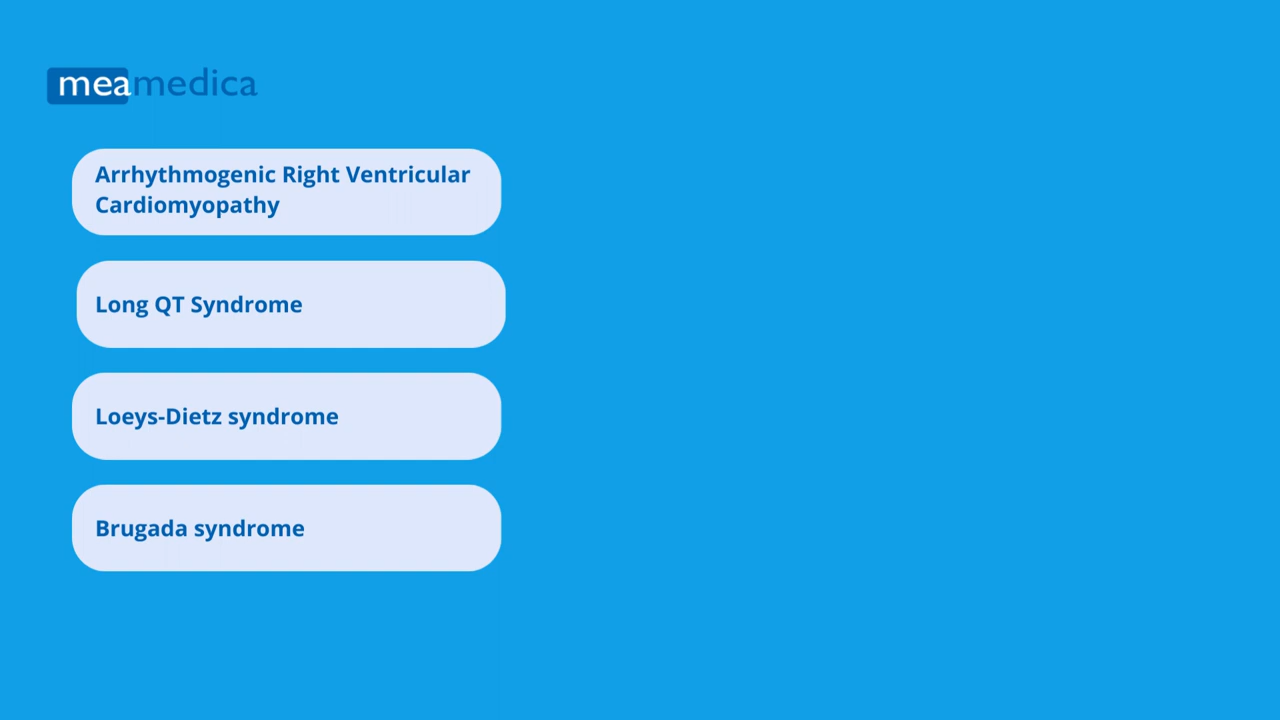 meamedica
Arrhythmogenic Right Ventricular
Cardiomyopathy
Long QT Syndrome
Loeys-Dietz syndrome
Brugada syndrome